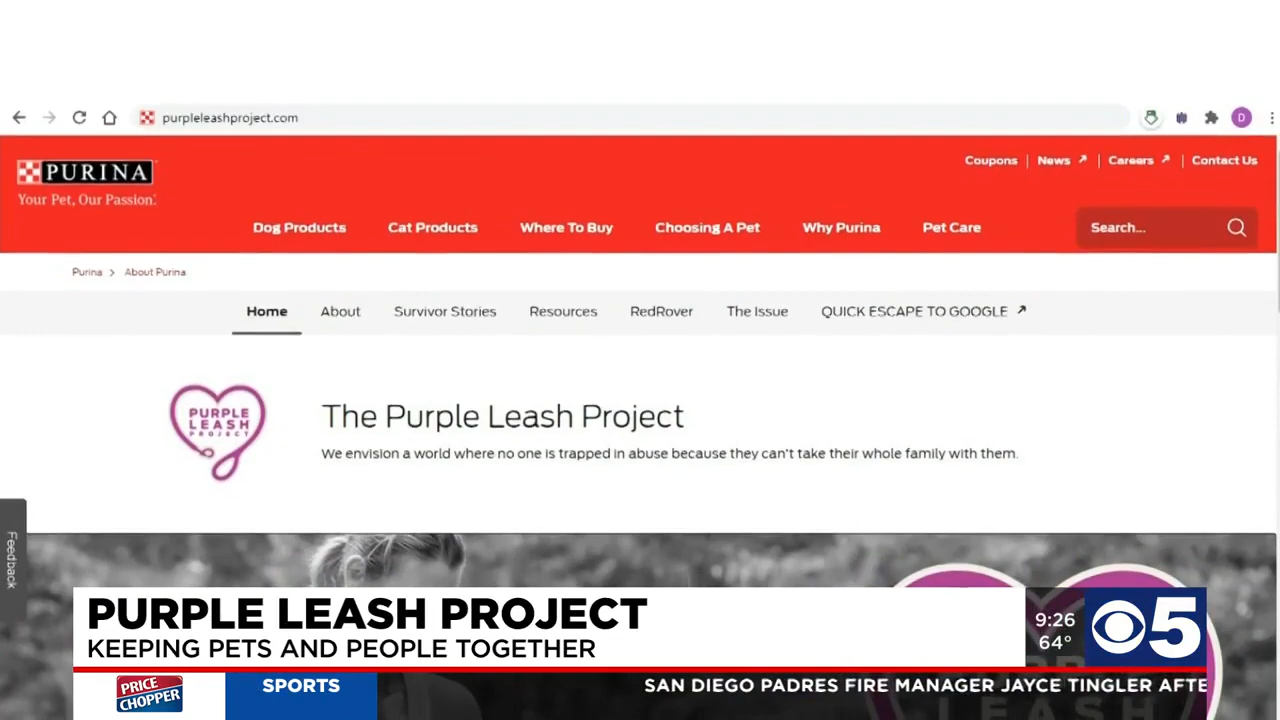 purpleleashproject.com
D
PURINA
Your Pet, Our Passion.
Coupons | News | Careers | Contact Us
Dog Products Cat Products Where To Buy Choosing A Pet Why Purina Pet Care
Search...
Purina > About Purina
Home About Survivor Stories Resources RedRover The Issue QUICK ESCAPE TO GOOGLE
PURPLE
LEASH
PROJECT
The Purple Leash Project
We envision a world where no one is trapped in abuse because they can't take their whole family with them.
Feedback
PURPLE LEASH PROJECT
KEEPING PETS AND PEOPLE TOGETHER
9:26
64°
5
PRICE
CHOPPER
SPORTS
SAN DIEGO PADRES FIRE MANAGER JAYCE TINGLER AFTE
LEASH